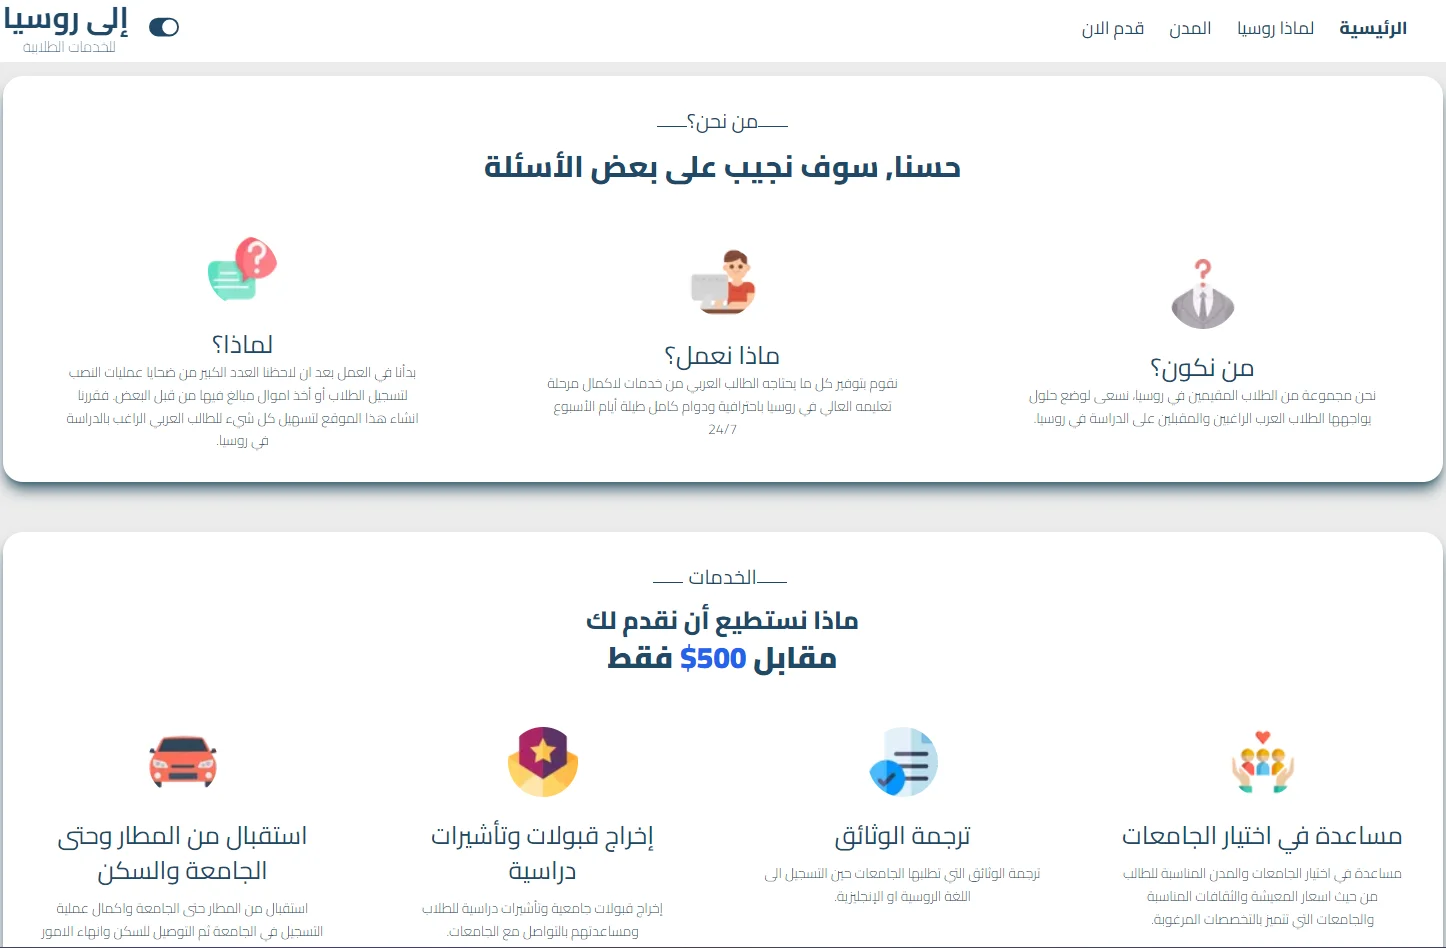 الرئيسية
لماذا روسيا
المدن
قدم الان
إلى روسيا
للخدمات الطلابية
من نحن؟
حسنا, سوف نجيب على بعض الأسئلة
من نكون؟
نحن مجموعة من الطلاب المقيمين في روسيا، نسعى لوضع حلول
يواجهها الطلاب العرب الراغبين والمقبلين على الدراسة في روسيا.
ماذا نعمل؟
نقوم بتوفير كل ما يحتاجه الطالب العربي من خدمات لاكمال مرحلة
تعليمه العالي في روسيا باحترافية ودوام كامل طيلة أيام الأسبوع
24/7
لماذا؟
بدأنا في العمل بعد ان لاحظنا العدد الكبير من ضحايا عمليات النصب
لتسجيل الطلاب أو أخذ اموال مبالغ فيها من قبل البعض. فقررنا
انشاء هذا الموقع لتسهيل كل شيء للطالب العربي الراغب بالدراسة
في روسيا.
الخدمات
ماذا نستطيع أن نقدم لك
مقابل 500$ فقط
مساعدة في اختيار الجامعات
مساعدة في اختيار الجامعات والمدن المناسبة للطالب
من حيث اسعار المعيشة والثقافات المناسبة
والجامعات التي تتميز بالتخصصات المرغوبة.
ترجمة الوثائق
ترجمة الوثائق التي تطلبها الجامعات حين التسجيل الى
اللغة الروسية او الإنجليزية.
إخراج قبولات وتأشيرات
دراسية
إخراج قبولات جامعية وتأشيرات دراسية للطلاب
ومساعدتهم بالتواصل مع الجامعات.
استقبال من المطار وحتى
الجامعة والسكن
استقبال من المطار حتى الجامعة واكمال عملية
التسجيل في الجامعة ثم التوصيل للسكن وانهاء الامور